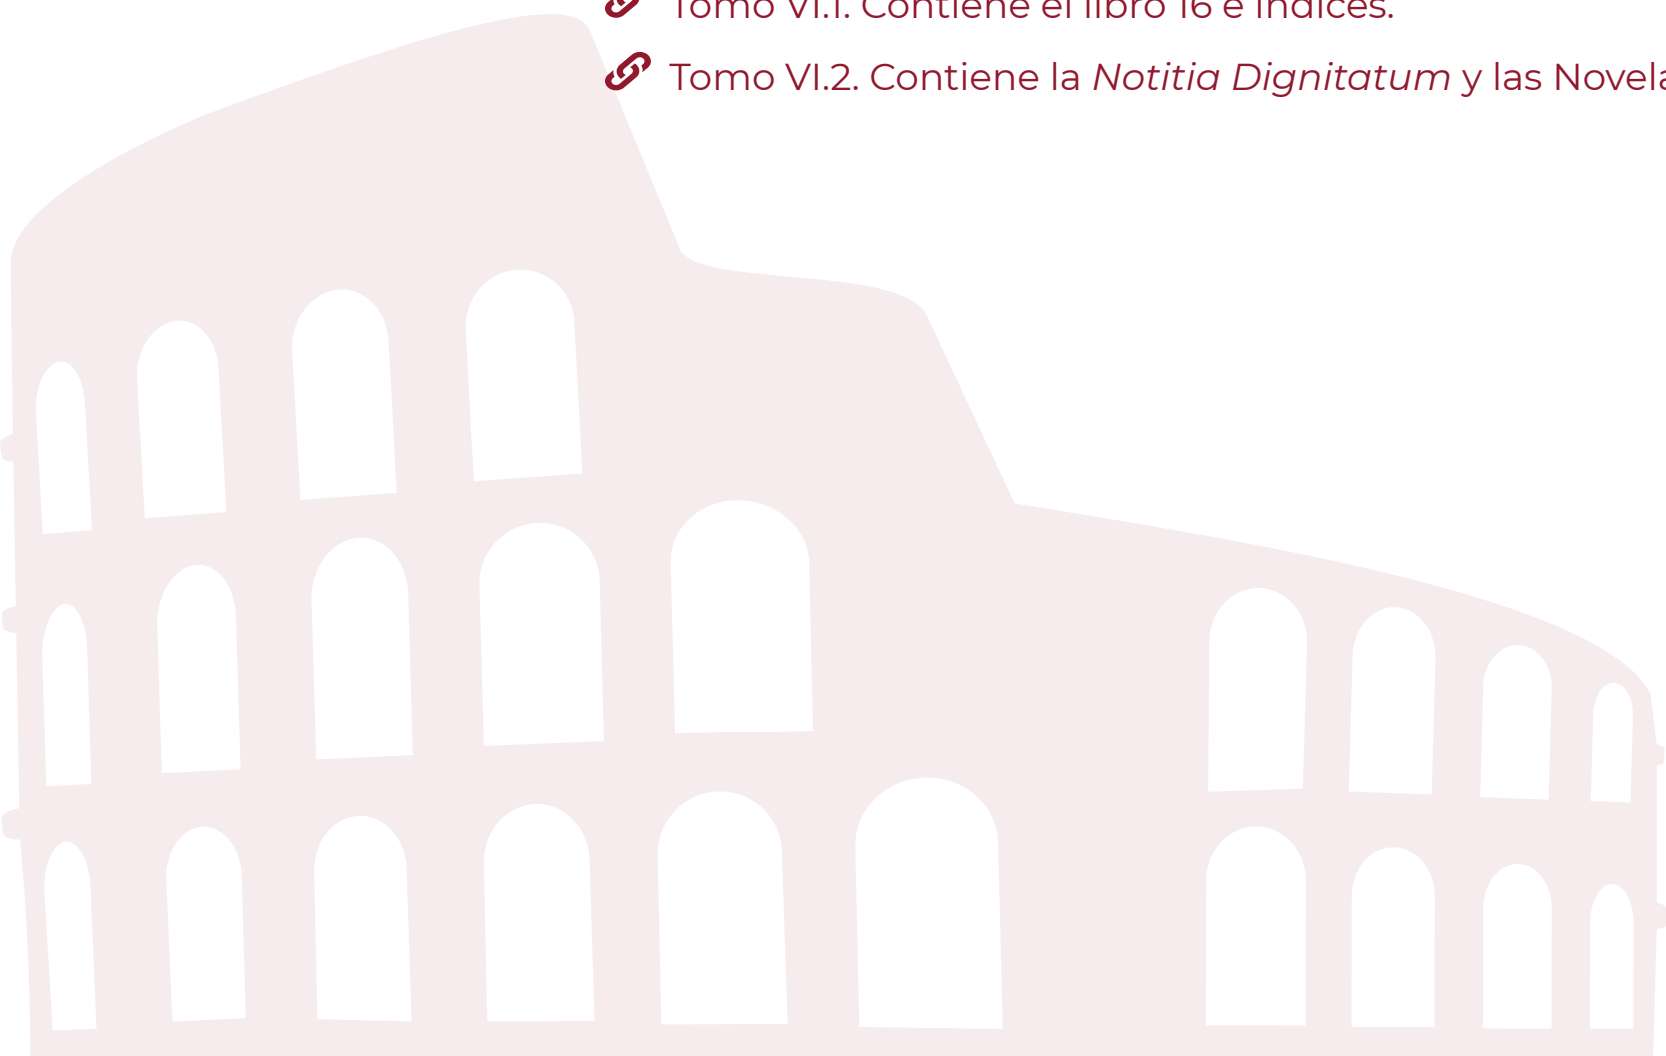 Tomo VI.1. Contiene el libro 16 e índices.
Tomo VI.2. Contiene la Notitia Dignitatum y las